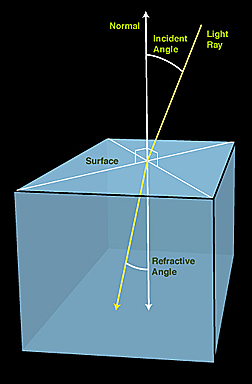 Normal
Incident
Angle
Light
Ray
Surface
Refractive
Angle